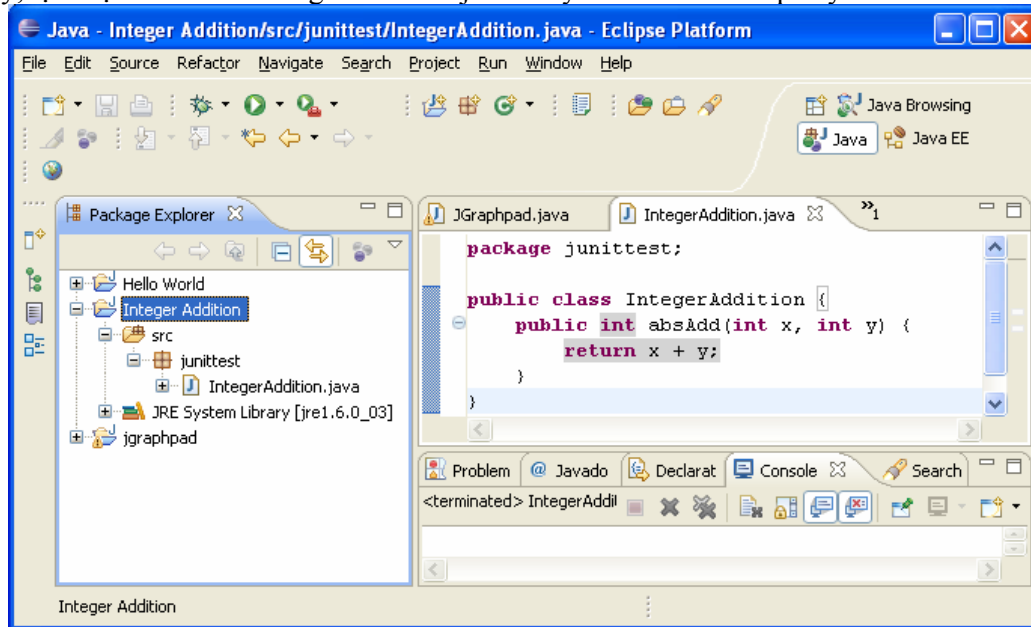 Java - Integer Addition/src/junittest/IntegerAddition.java - Eclipse Platform
File Edit Source Refactor Navigate Search Project Run Window Help
Java Browsing
Java Java EE
Package Explorer
Hello World
Integer Addition
src
junittest
IntegerAddition.java
JRE System Library [jre1.6.0_03]
jgraphpad
JGraphpad.java IntegerAddition.java »1
package junittest;
public class IntegerAddition {
public int absAdd(int x, int y) {
return x + y;
}
}
Problem @ Javado Declarat Console Search
<terminated> IntegerAddi
Integer Addition